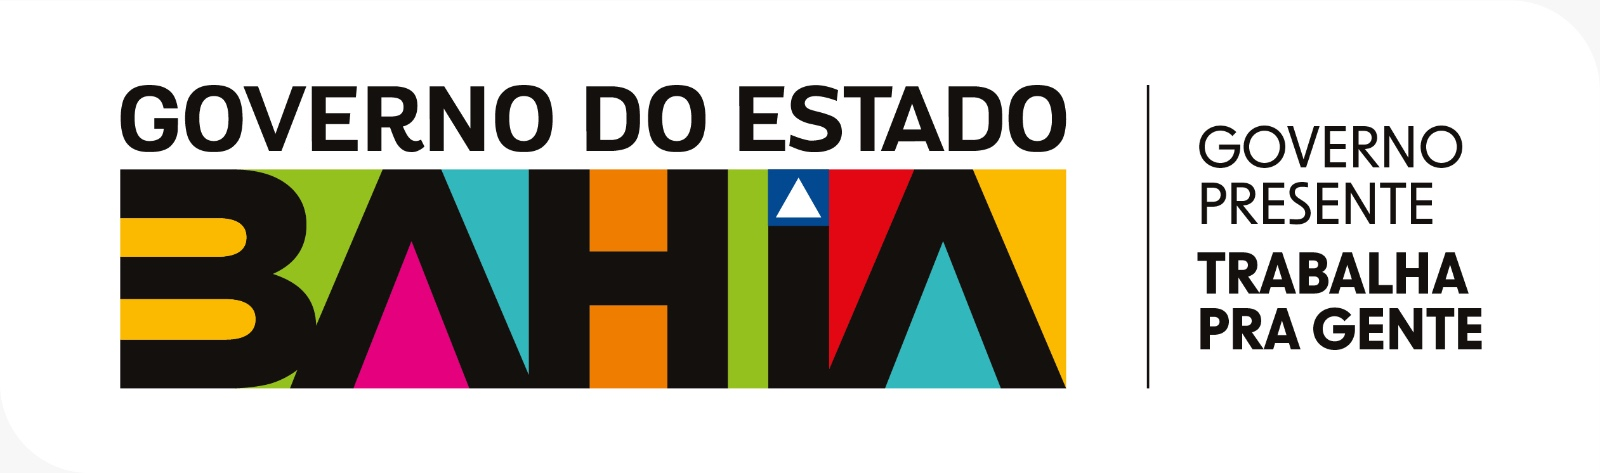 GOVERNO DO ESTADO
BAHiA
GOVERNO
PRESENTE
TRABALHA
PRA GENTE